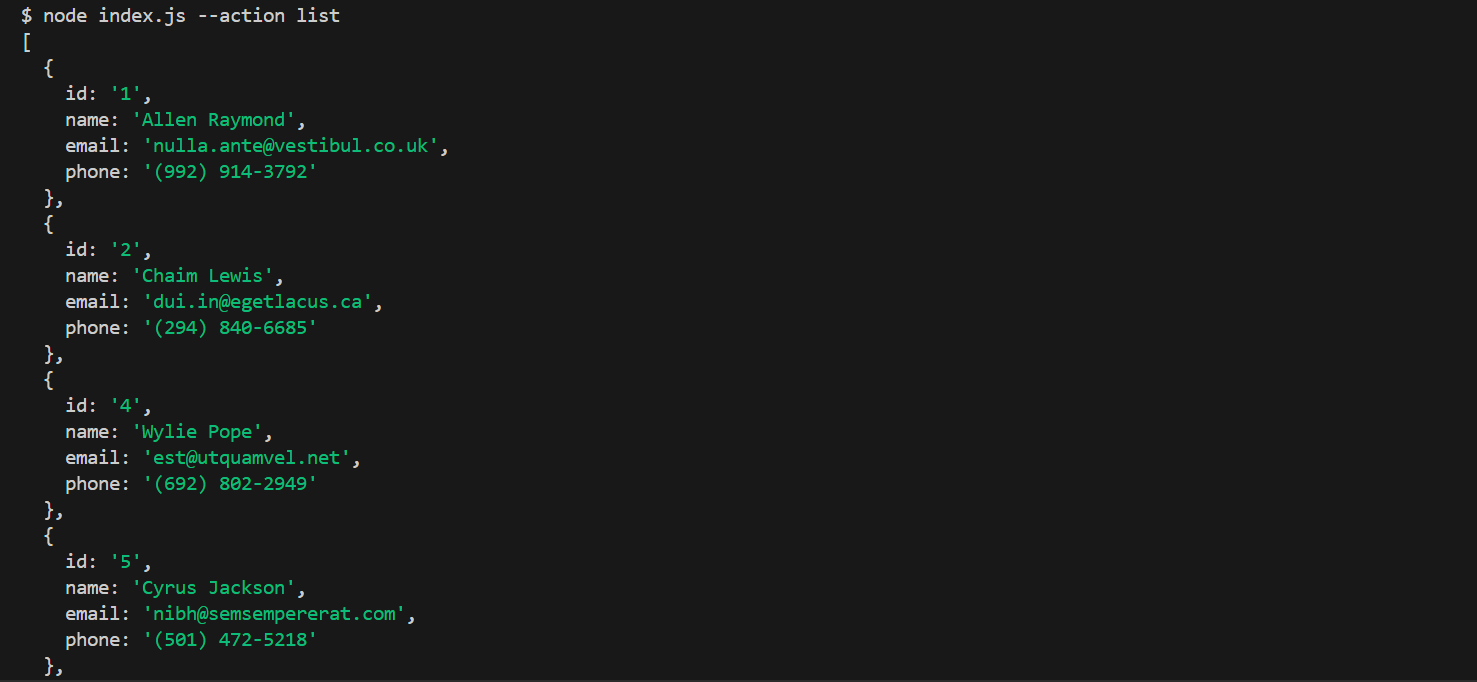 $ node index.js --action list
[
  {
    id: '1',
    name: 'Allen Raymond',
    email: 'nulla.ante@vestibul.co.uk',
    phone: '(992) 914-3792'
  },
  {
    id: '2',
    name: 'Chaim Lewis',
    email: 'dui.in@egetlacus.ca',
    phone: '(294) 840-6685'
  },
  {
    id: '4',
    name: 'Wylie Pope',
    email: 'est@utquamvel.net',
    phone: '(692) 802-2949'
  },
  {
    id: '5',
    name: 'Cyrus Jackson',
    email: 'nibh@semsempererat.com',
    phone: '(501) 472-5218'
  },